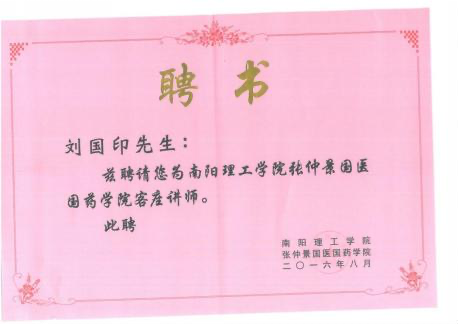 聘书
刘国印先生：
兹聘请您为南阳理工学院张仲景国医
国药学院客座讲师。
此聘
南阳理工学院
张仲景国医国药学院
二〇一六年八月